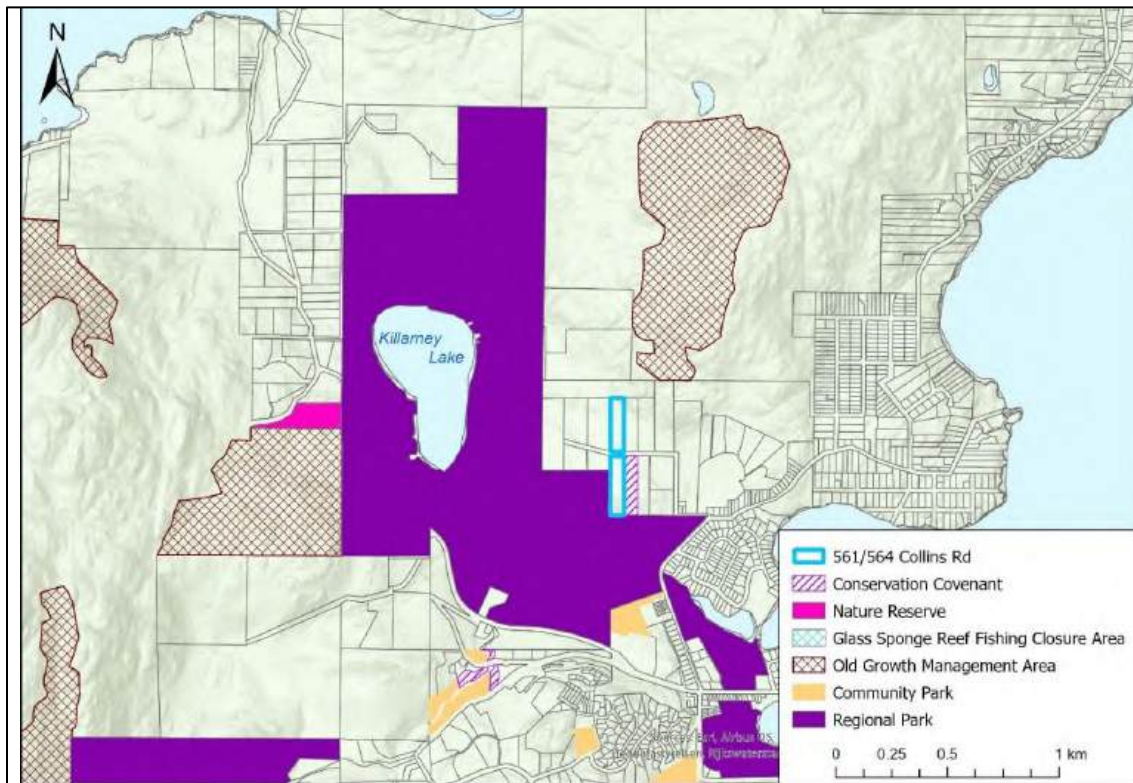 N
Killarney
Lake
561/564 Collins Rd
Conservation Covenant
Nature Reserve
Glass Sponge Reef Fishing Closure Area
Old Growth Management Area
Community Park
Regional Park
0 0.25 0.5 1 km